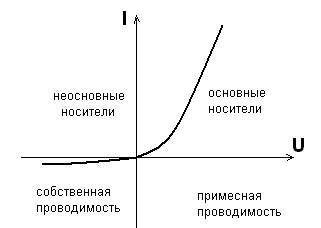 I
неосновные
носители
основные
носители
U
собственная
проводимость
примесная
проводимость